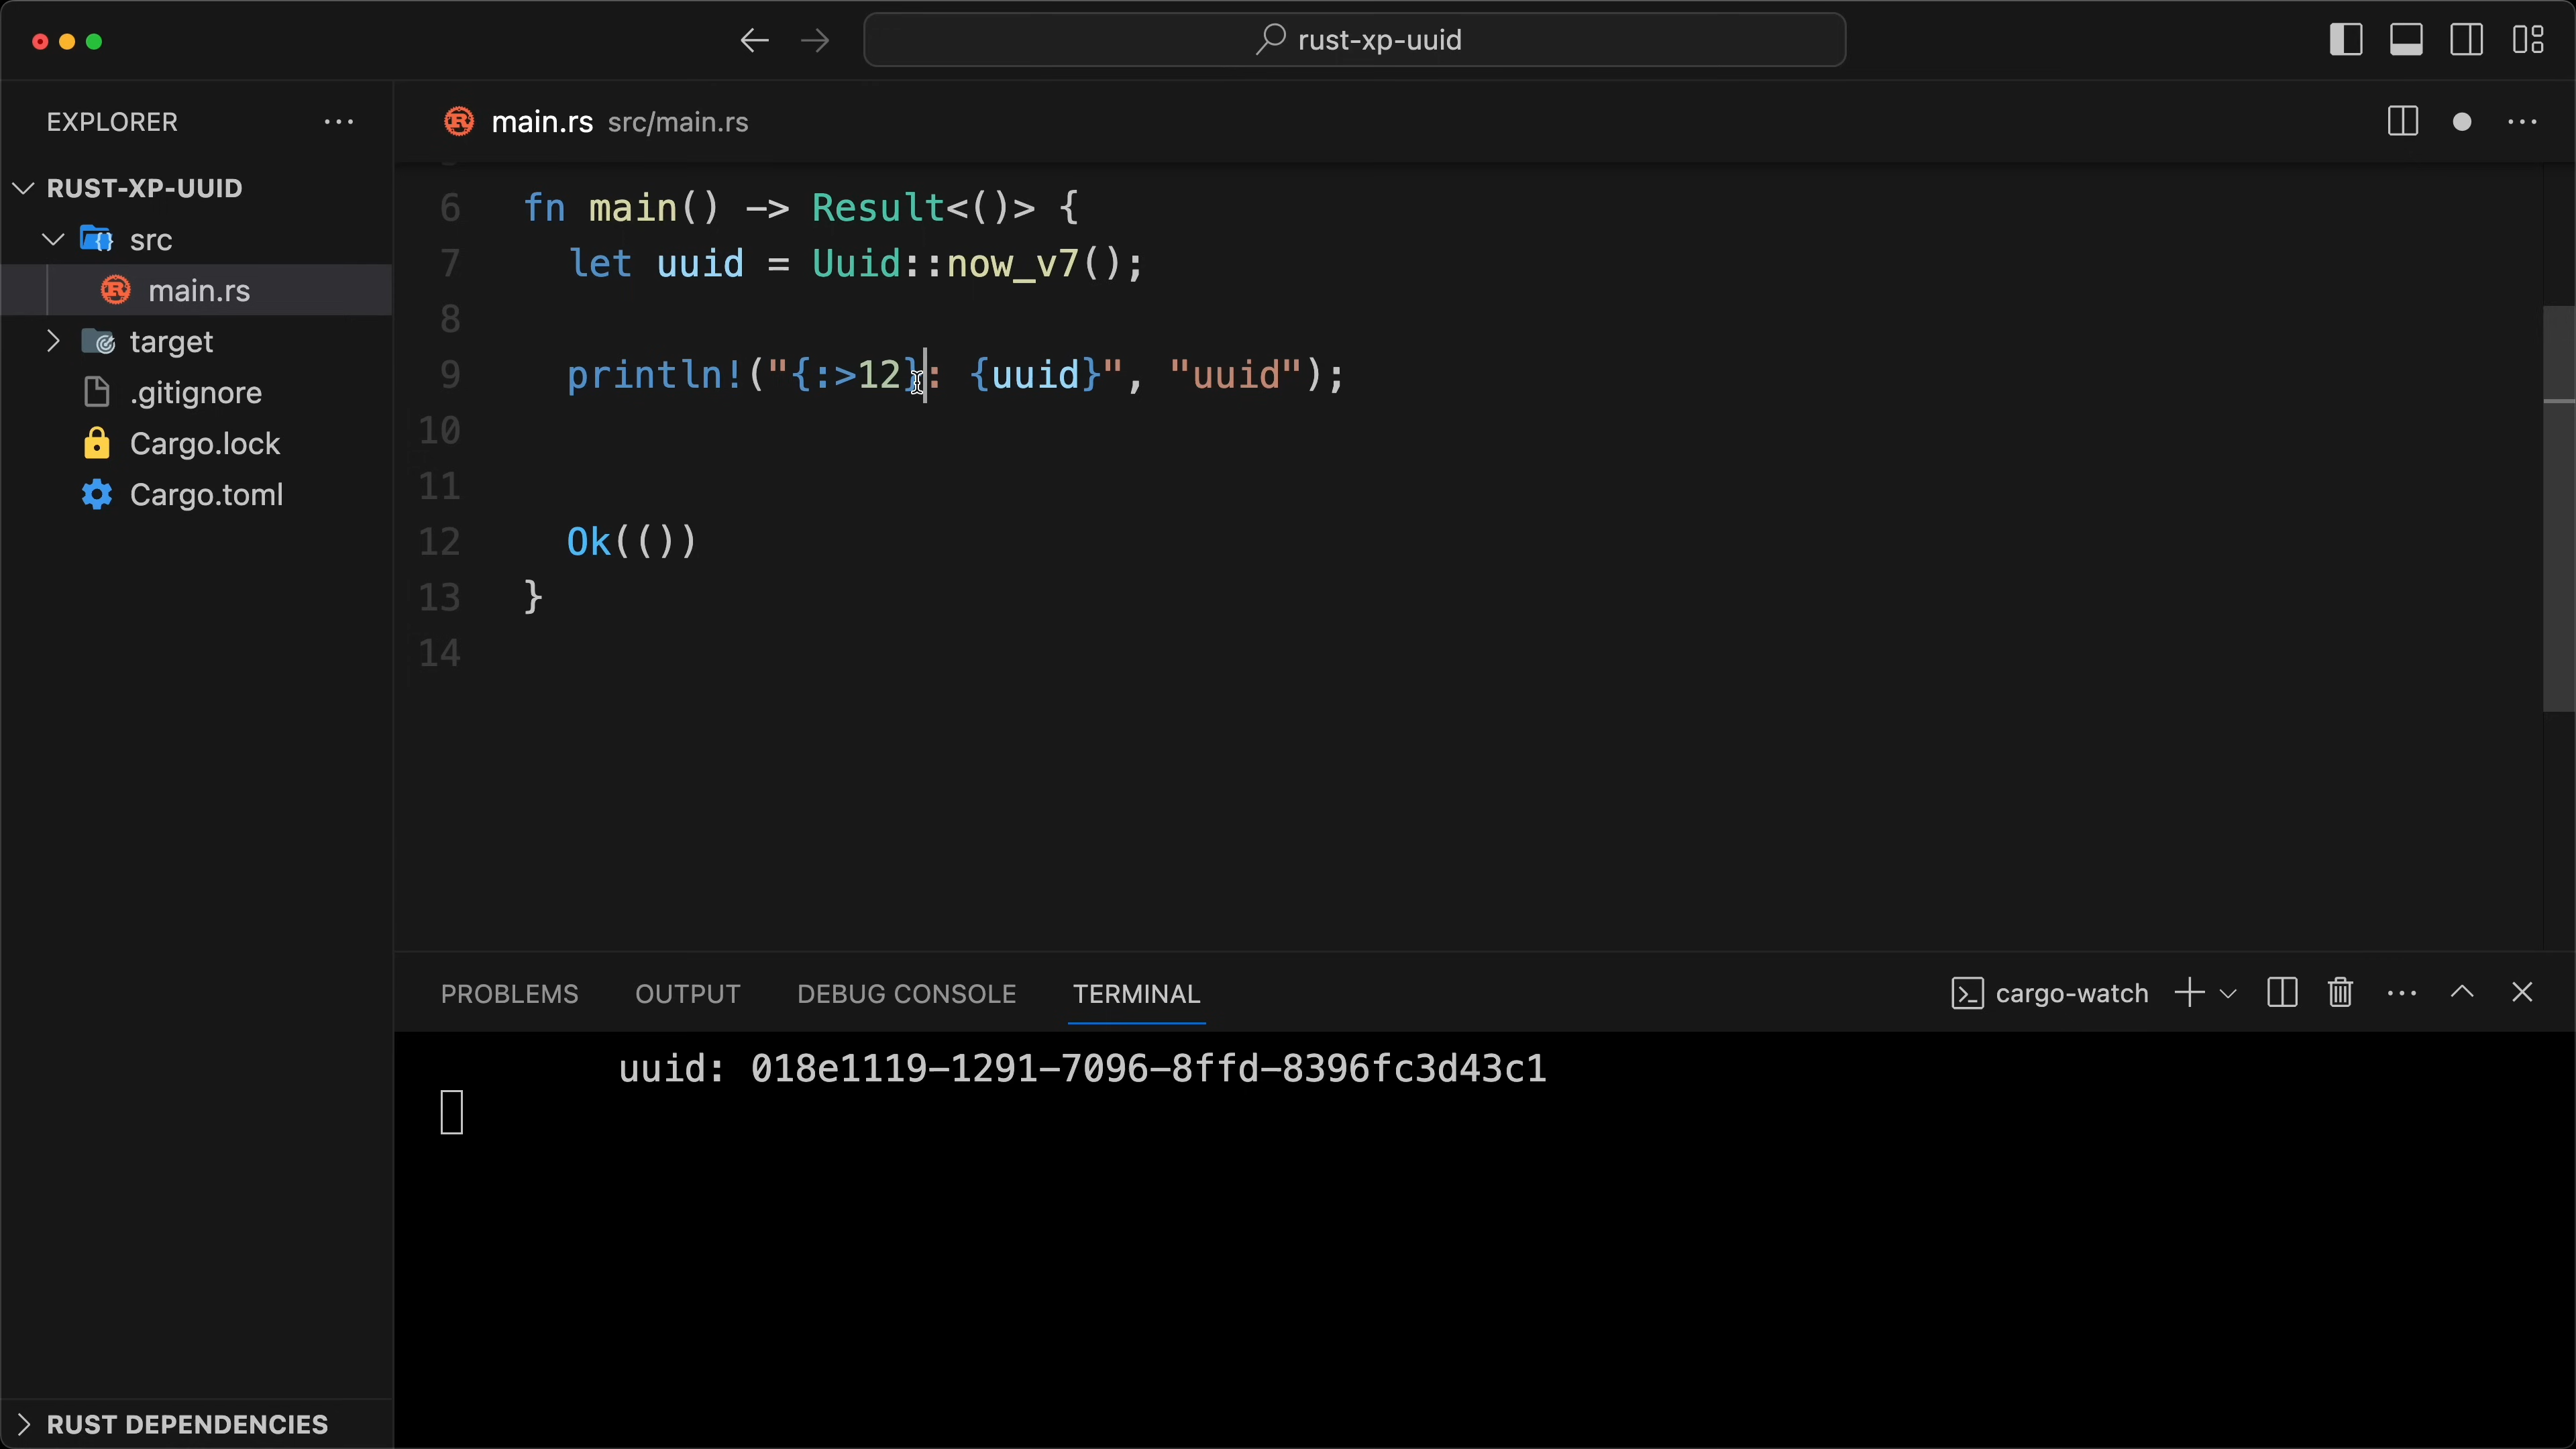 rust-xp-uuid
EXPLORER
main.rs src/main.rs
RUST-XP-UUID
src
main.rs
target
.gitignore
Cargo.lock
Cargo.toml
6 fn main() -> Result<()> {
7 let uuid = Uuid::now_v7();
8
9 println!("{:>12}: {uuid}", "uuid");
10
11
12 Ok(())
13 }
14
PROBLEMS OUTPUT DEBUG CONSOLE TERMINAL cargo-watch
uuid: 018e1119-1291-7096-8ffd-8396fc3d43c1
RUST DEPENDENCIES